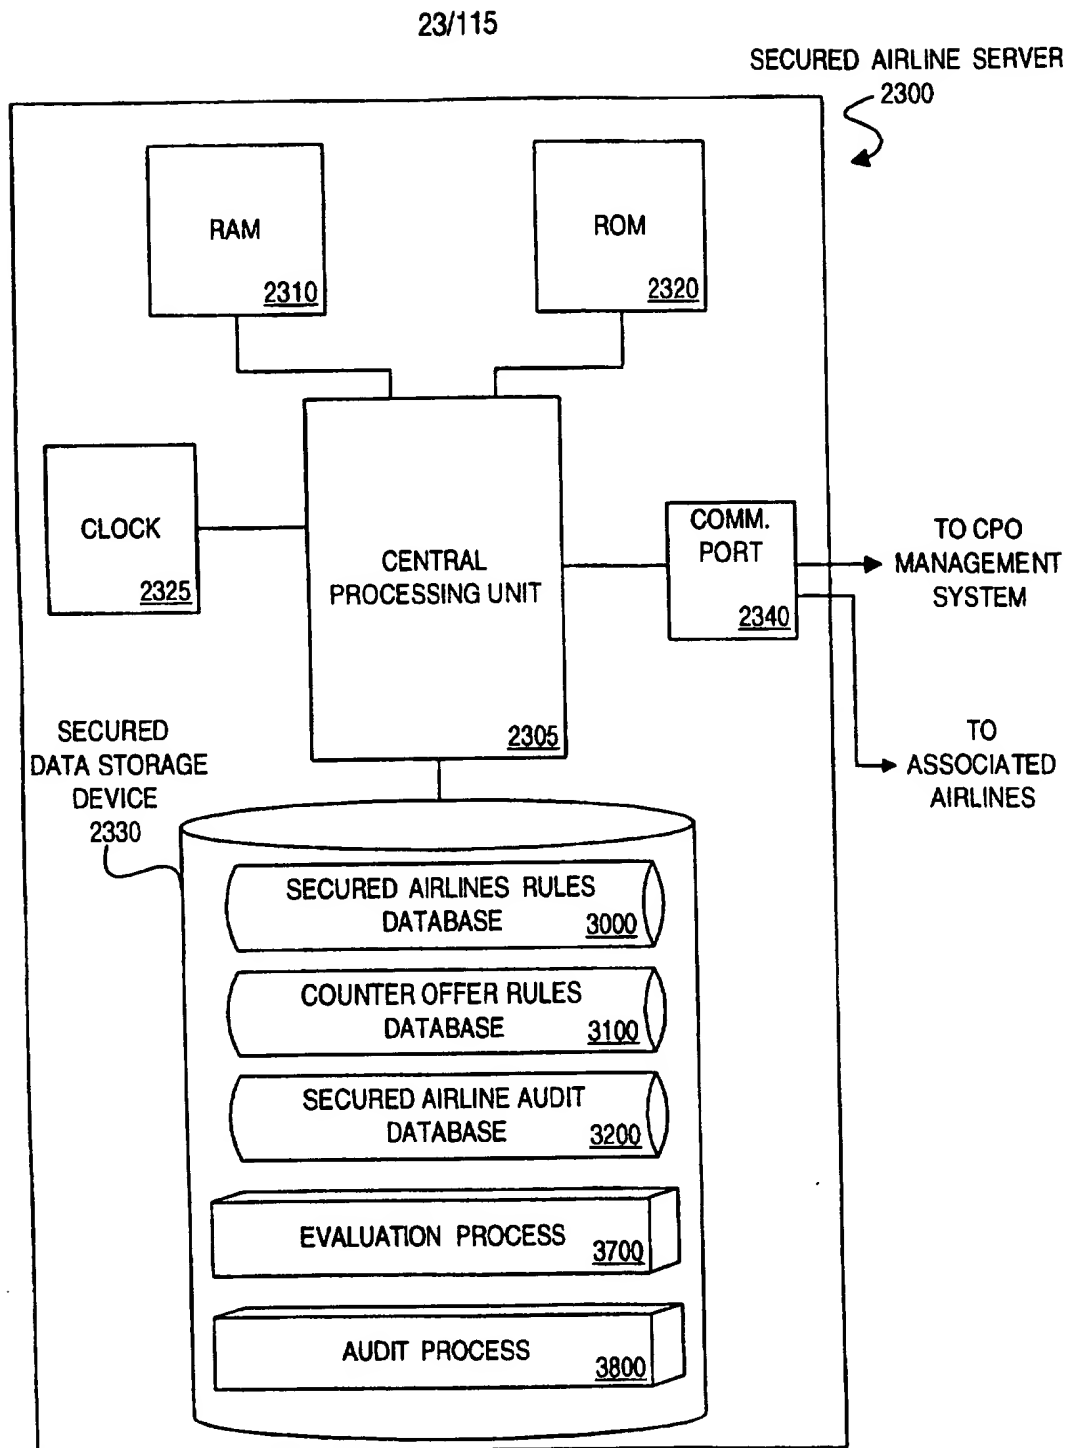 23/115
SECURED AIRLINE SERVER
2300
RAM
2310
ROM
2320
CLOCK
2325
CENTRAL
PROCESSING UNIT
2305
COMM.
PORT
2340
TO CPO
MANAGEMENT
SYSTEM
TO
ASSOCIATED
AIRLINES
SECURED
DATA STORAGE
DEVICE
2330
SECURED AIRLINES RULES
DATABASE
3000
COUNTER OFFER RULES
DATABASE
3100
SECURED AIRLINE AUDIT
DATABASE
3200
EVALUATION PROCESS
3700
AUDIT PROCESS
3800